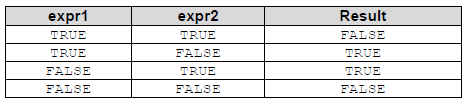 expr1 expr2 Result
TRUE TRUE FALSE
TRUE FALSE TRUE
FALSE TRUE TRUE
FALSE FALSE FALSE